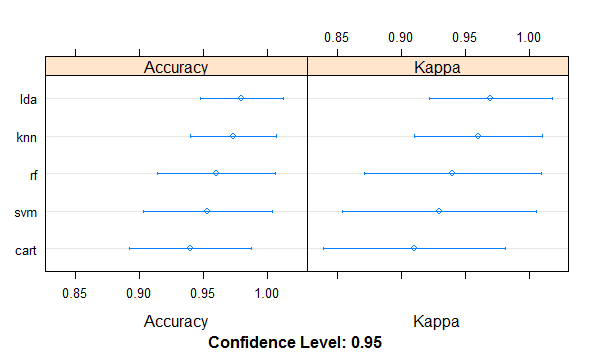 0.85 0.90 0.95 1.00
Accuracy Kappa
lda
knn
rf
svm
cart
0.85 0.90 0.95 1.00
Accuracy Kappa
Confidence Level: 0.95